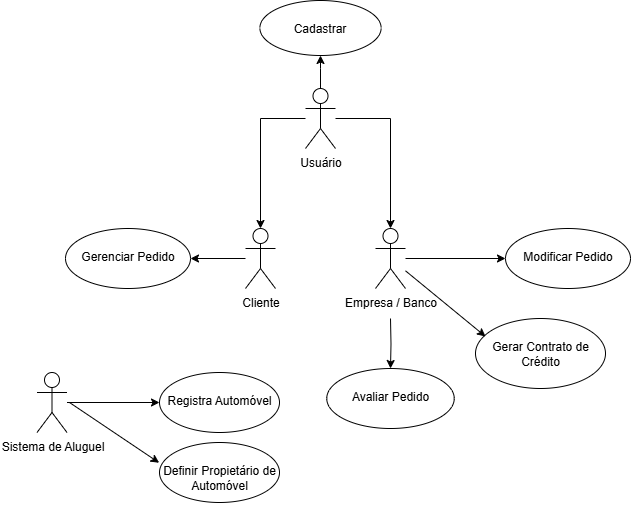 Cadastrar
Usuário
Gerenciar Pedido
Modificar Pedido
Cliente
Empresa / Banco
Gerar Contrato de
Crédito
Avaliar Pedido
Registra Automóvel
Sistema de Aluguel
Definir Propietário de
Automóvel